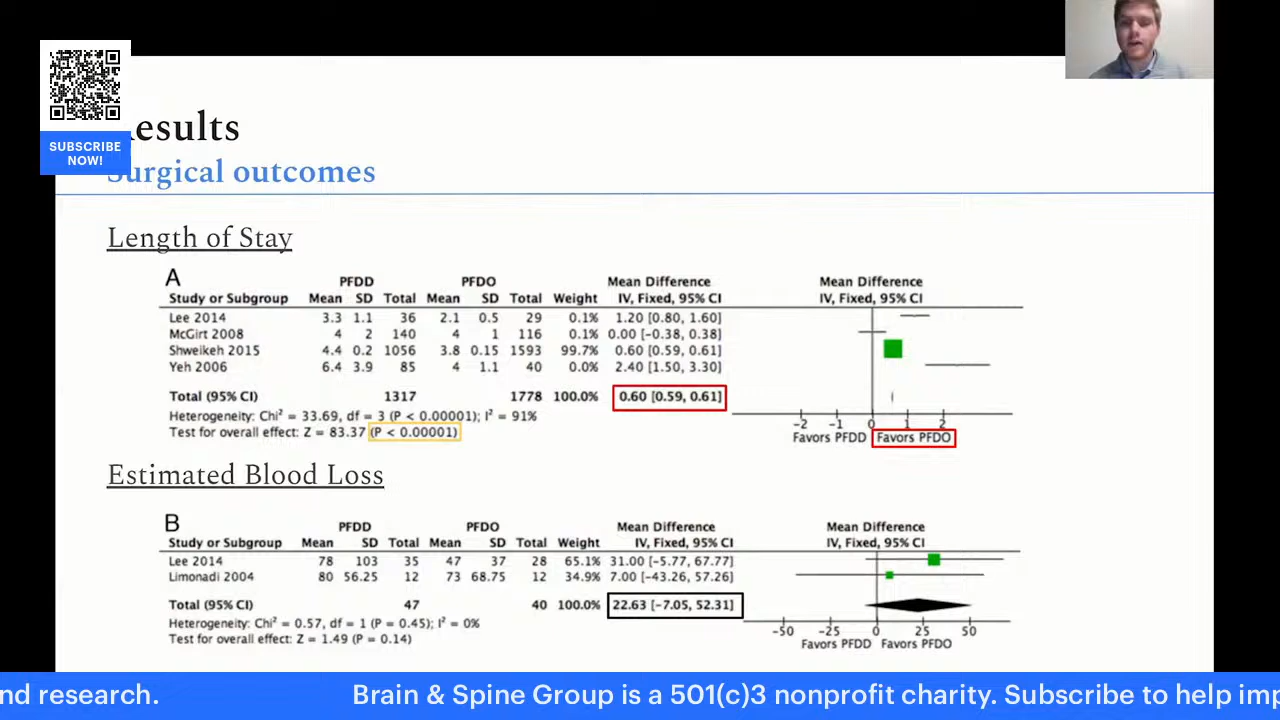 SUBSCRIBE
NOW!
Results
Surgical outcomes
Length of Stay
A
PFDD PFDO Mean Difference Mean Difference
Study or Subgroup Mean SD Total Mean SD Total Weight IV, Fixed, 95% CI IV, Fixed, 95% CI
Lee 2014 3.3 1.1 36 2.1 0.5 29 0.1% 1.20 [0.80, 1.60]
McGirt 2008 4 2 140 4 1 116 0.1% 0.00 [-0.38, 0.38]
Shweikeh 2015 4.4 0.2 1056 3.8 0.15 1593 99.7% 0.60 [0.59, 0.61]
Yeh 2006 6.4 3.9 85 4 1.1 40 0.0% 2.40 [1.50, 3.30]
Total (95% CI) 1317 1778 100.0% 0.60 [0.59, 0.61]
Heterogeneity: Chi² = 33.69, df = 3 (P < 0.00001); I² = 91%
Test for overall effect: Z = 83.37 (P < 0.00001)
-2 -1 0 1 2
Favors PFDD Favors PFDO
Estimated Blood Loss
B
PFDD PFDO Mean Difference Mean Difference
Study or Subgroup Mean SD Total Mean SD Total Weight IV, Fixed, 95% CI IV, Fixed, 95% CI
Lee 2014 78 103 35 47 37 28 65.1% 31.00 [-5.77, 67.77]
Limonadi 2004 80 56.25 12 73 68.75 12 34.9% 7.00 [-43.26, 57.26]
Total (95% CI) 47 40 100.0% 22.63 [-7.05, 52.31]
Heterogeneity: Chi² = 0.57, df = 1 (P = 0.45); I² = 0%
Test for overall effect: Z = 1.49 (P = 0.14)
-50 -25 0 25 50
Favors PFDD Favors PFDO
nd research. Brain & Spine Group is a 501(c)3 nonprofit charity. Subscribe to help imp